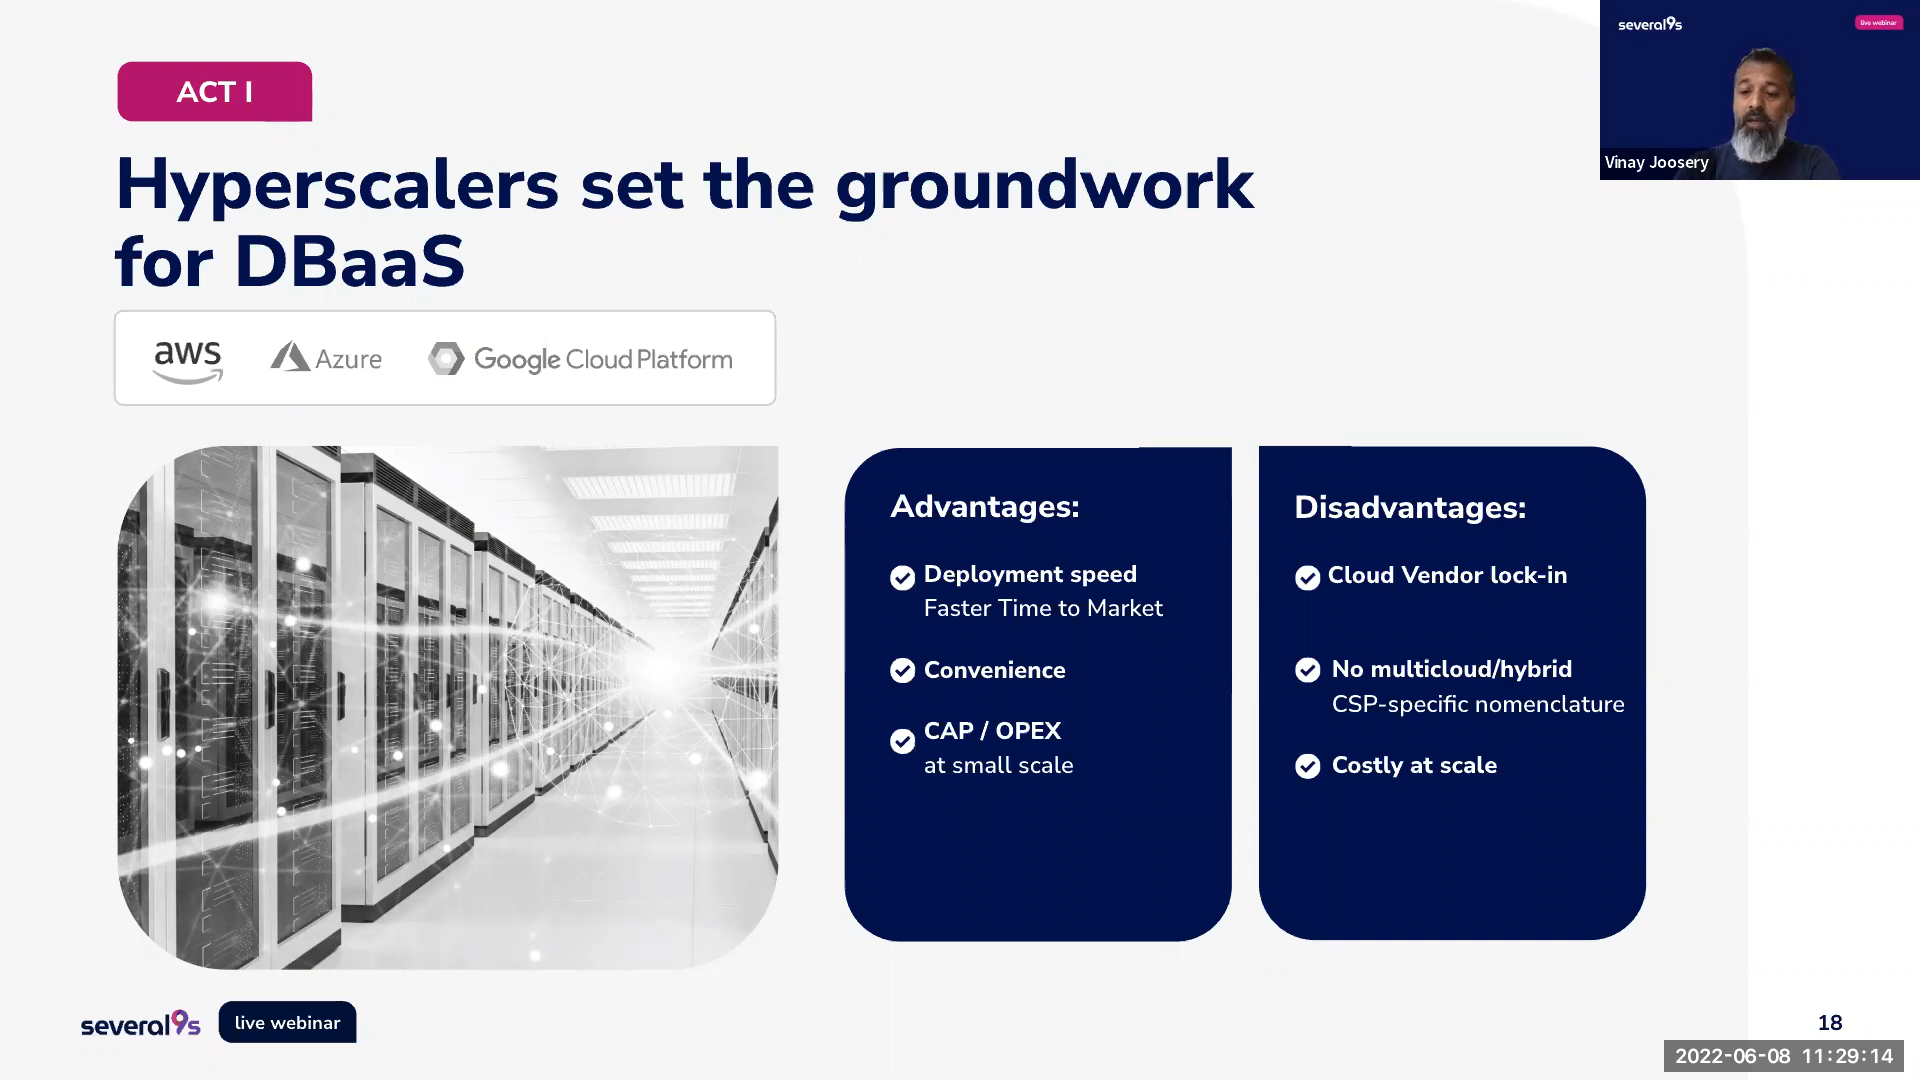 several9s
live webinar
Vinay Joosery
ACT I
Hyperscalers set the groundwork
for DBaaS
aws
Azure
Google Cloud Platform
Advantages:
Deployment speed
Faster Time to Market
Convenience
CAP / OPEX
at small scale
Disadvantages:
Cloud Vendor lock-in
No multicloud/hybrid
CSP-specific nomenclature
Costly at scale
several9s
live webinar
18
2022-06-08 11:29:14